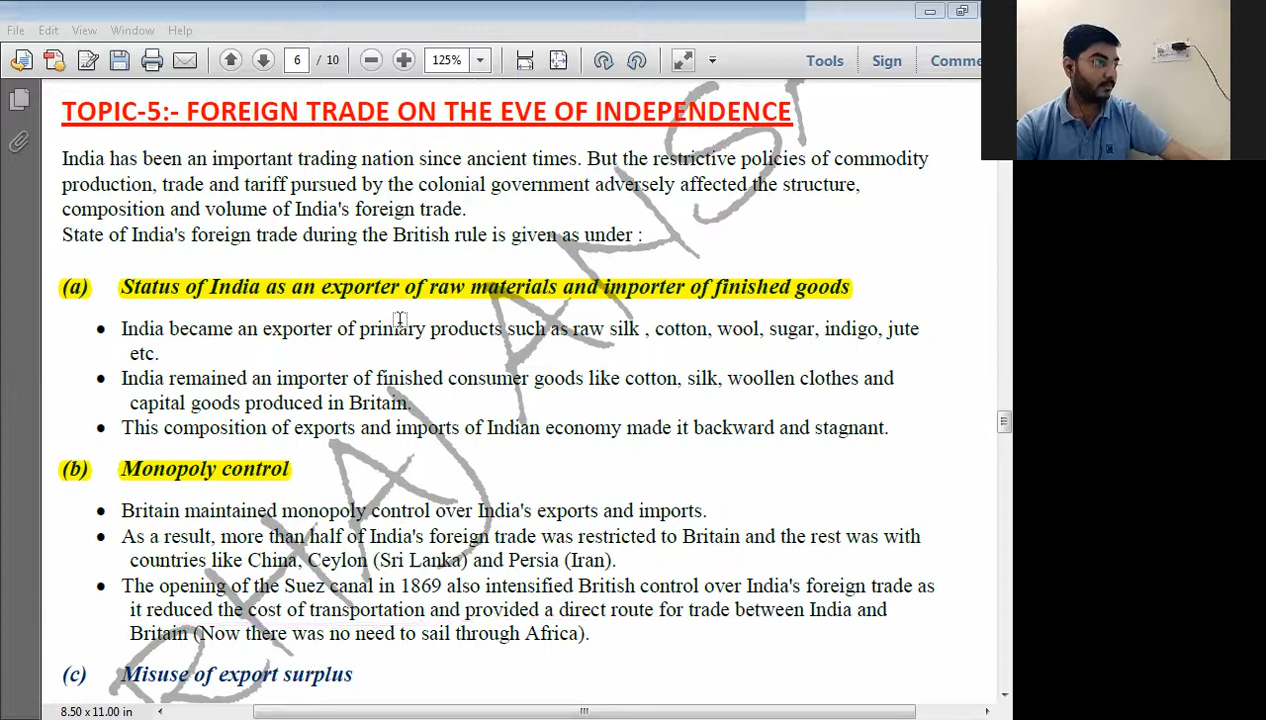 File Edit View Window Help
6 / 10 125% Tools Sign Comme
TOPIC-5:- FOREIGN TRADE ON THE EVE OF INDEPENDENCE
India has been an important trading nation since ancient times. But the restrictive policies of commodity
production, trade and tariff pursued by the colonial government adversely affected the structure,
composition and volume of India's foreign trade.
State of India's foreign trade during the British rule is given as under :
(a) Status of India as an exporter of raw materials and importer of finished goods
• India became an exporter of primary products such as raw silk , cotton, wool, sugar, indigo, jute
etc.
• India remained an importer of finished consumer goods like cotton, silk, woollen clothes and
capital goods produced in Britain.
• This composition of exports and imports of Indian economy made it backward and stagnant.
(b) Monopoly control
• Britain maintained monopoly control over India's exports and imports.
• As a result, more than half of India's foreign trade was restricted to Britain and the rest was with
countries like China, Ceylon (Sri Lanka) and Persia (Iran).
• The opening of the Suez canal in 1869 also intensified British control over India's foreign trade as
it reduced the cost of transportation and provided a direct route for trade between India and
Britain (Now there was no need to sail through Africa).
(c) Misuse of export surplus
8.50 x 11.00 in